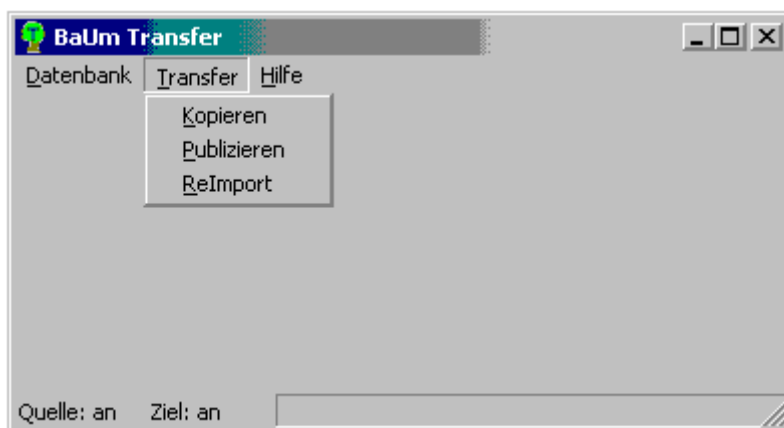 BaUm Transfer
Datenbank Transfer Hilfe
Kopieren
Publizieren
ReImport
Quelle: an Ziel: an